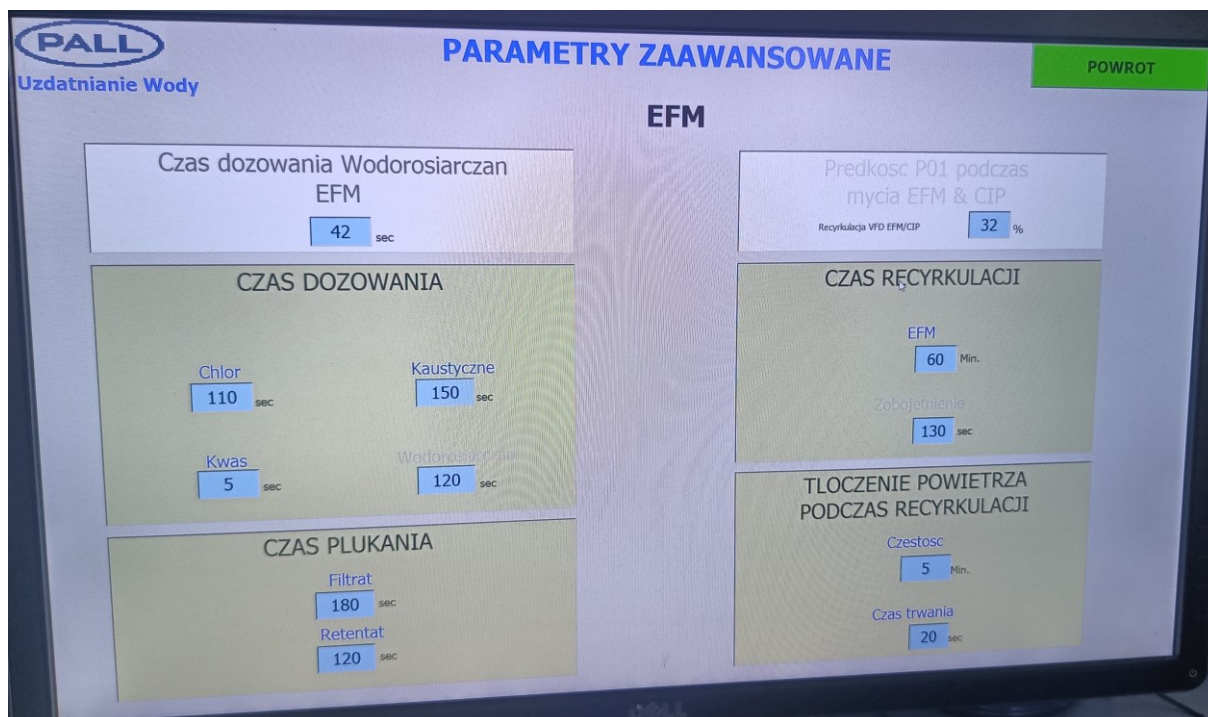 PALL
Uzdatnianie Wody
PARAMETRY ZAAWANSOWANE
POWROT
EFM
Czas dozowania Wodorosiarczan
EFM
42 sec
CZAS DOZOWANIA
Chlor
110 sec
Kaustyczne
150 sec
Kwas
5 sec
Wodorosiarczan
120 sec
CZAS PLUKANIA
Filtrat
180 sec
Retentat
120 sec
Predkosc P01 podczas
mycia EFM & CIP
Recyrkulacja VFD EFM/CIP 32 %
CZAS RECYRKULACJI
EFM
60 Min.
Zobojetnienie
130 sec
TLOCZENIE POWIETRZA
PODCZAS RECYRKULACJI
Czestosc
5 Min.
Czas trwania
20 sec
DELL